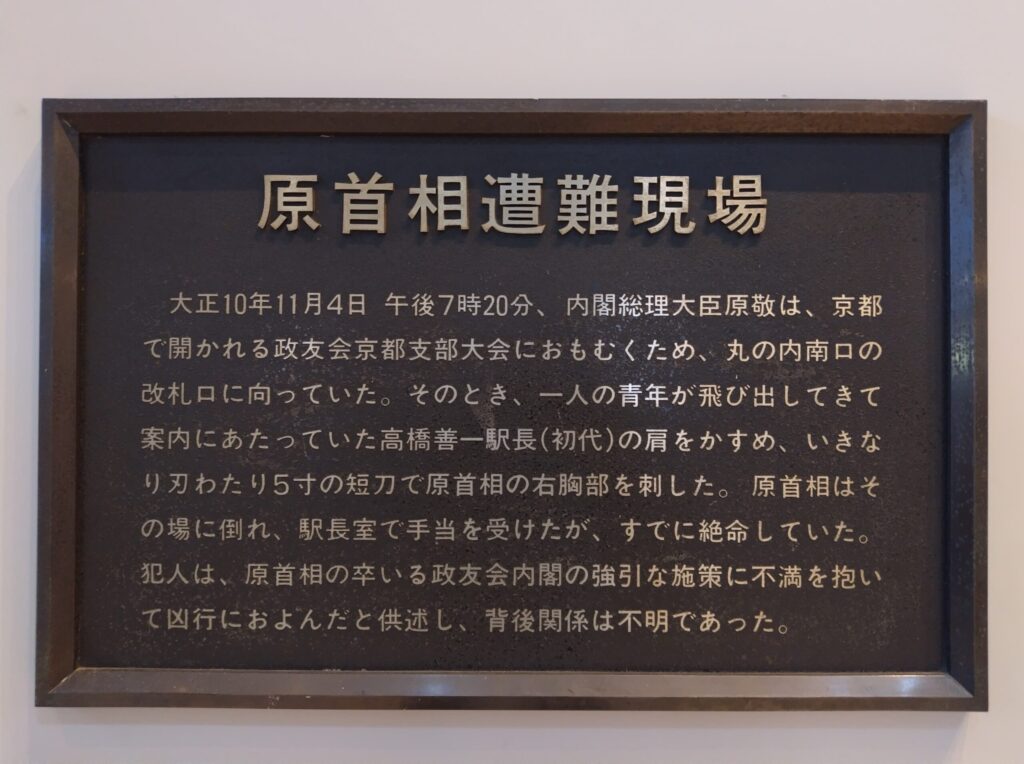 原首相遭難現場
大正10年11月4日 午後7時20分、内閣総理大臣原敬は、京都
で開かれる政友会京都支部大会におもむくため、丸の内南口の
改札口に向っていた。そのとき、一人の青年が飛び出してきて
案内にあたっていた高橋善一駅長(初代)の肩をかすめ、いきな
り刃わたり5寸の短刀で原首相の右胸部を刺した。 原首相はそ
の場に倒れ、駅長室で手当を受けたが、すでに絶命していた。
犯人は、原首相の卒いる政友会内閣の強引な施策に不満を抱い
て凶行におよんだと供述し、背後関係は不明であった。